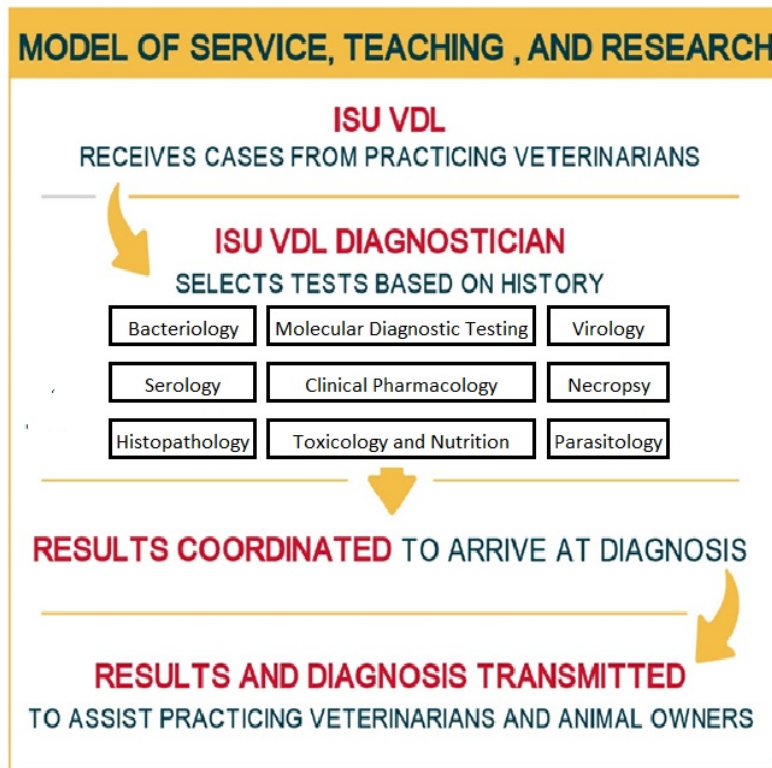 MODEL OF SERVICE, TEACHING , AND RESEARCH
ISU VDL
RECEIVES CASES FROM PRACTICING VETERINARIANS
ISU VDL DIAGNOSTICIAN
SELECTS TESTS BASED ON HISTORY
Bacteriology Molecular Diagnostic Testing Virology
Serology Clinical Pharmacology Necropsy
Histopathology Toxicology and Nutrition Parasitology
RESULTS COORDINATED TO ARRIVE AT DIAGNOSIS
RESULTS AND DIAGNOSIS TRANSMITTED
TO ASSIST PRACTICING VETERINARIANS AND ANIMAL OWNERS